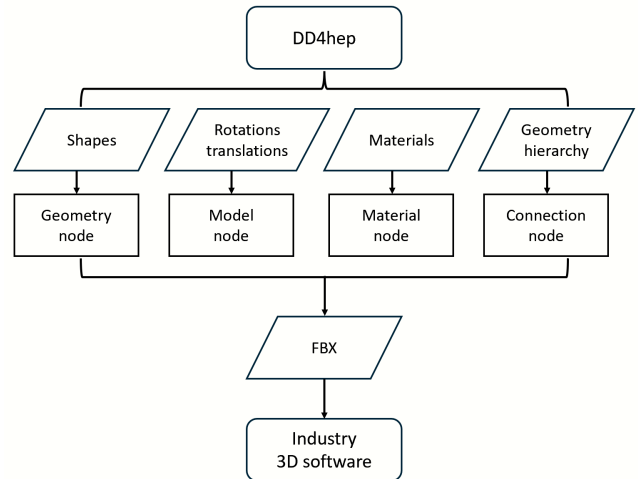 DD4hep
Shapes
Rotations
translations
Materials
Geometry
hierarchy
Geometry
node
Model
node
Material
node
Connection
node
FBX
Industry
3D software